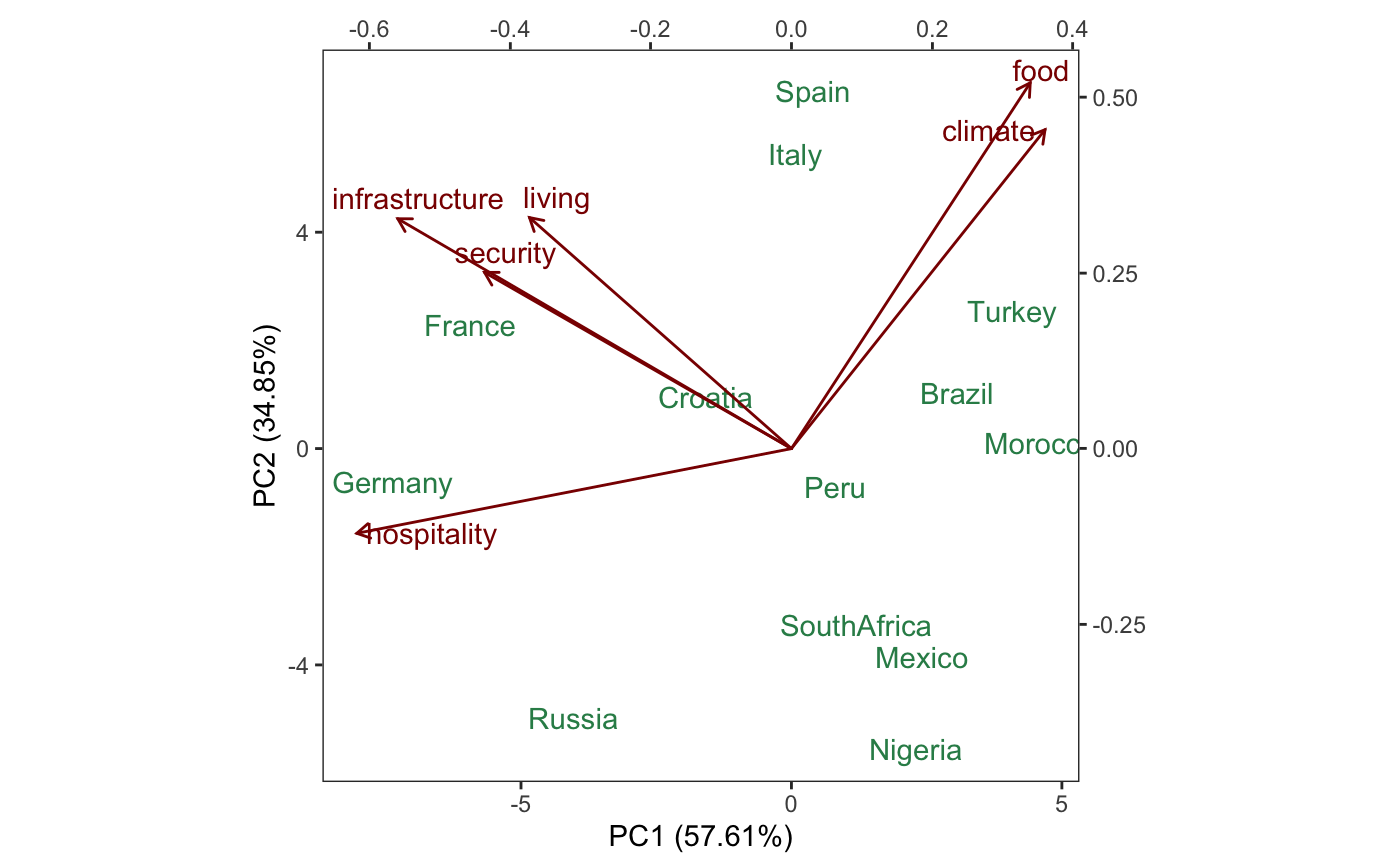 -0.6 -0.4 -0.2 0.0 0.2 0.4
food
Spain
0.50
climate
Italy
infrastructure living
4
security
0.25
Turkey
France
Brazil
Croatia
0 Moroco 0.00
Germany
Peru
hospitality
SouthAfrica
-0.25
Mexico
-4
Russia
Nigeria
-5 0 5
PC1 (57.61%)
PC2 (34.85%)